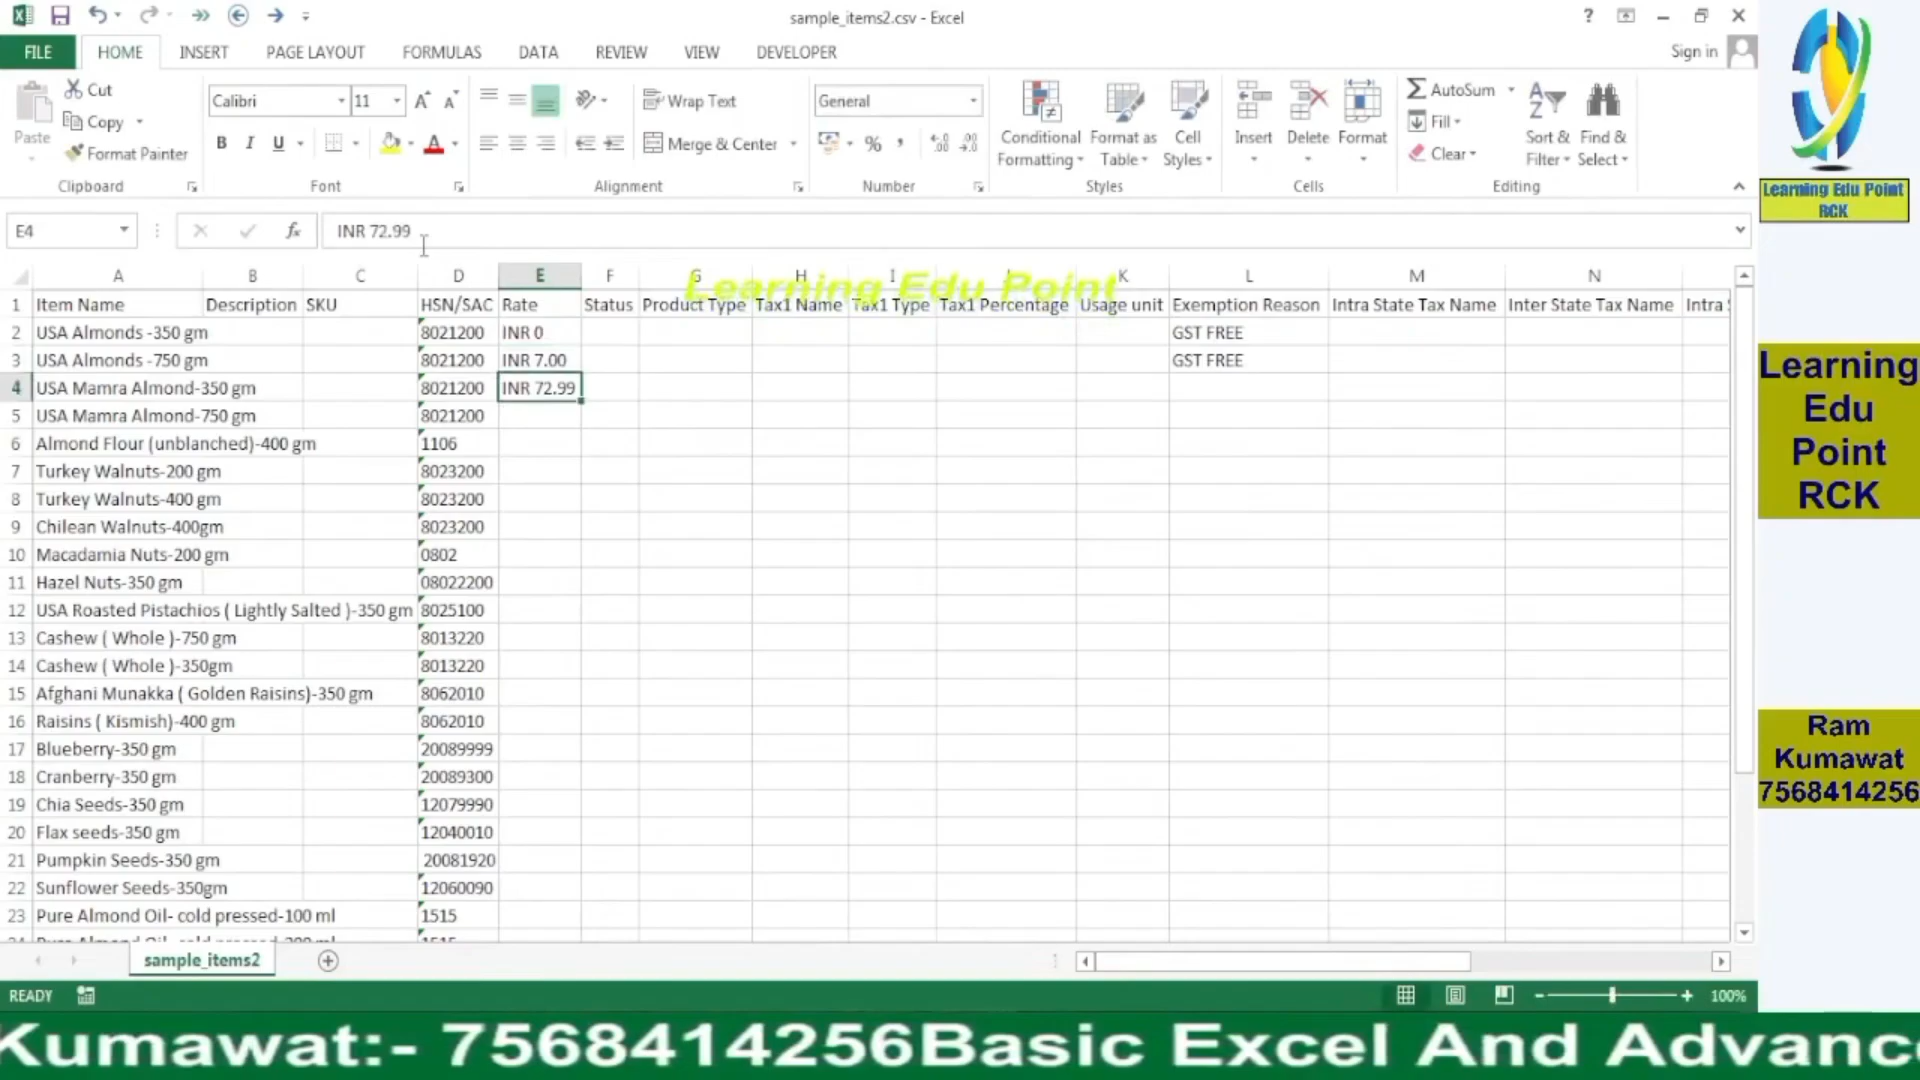 sample_items2.csv - Excel
?
FILE HOME INSERT PAGE LAYOUT FORMULAS DATA REVIEW VIEW DEVELOPER Sign in
Paste Cut Copy Format Painter
Clipboard
Calibri 11
B I U
Font
Wrap Text
Merge & Center
Alignment
General
%
Number
Conditional Formatting Format as Table Cell Styles
Styles
Insert Delete Format
Cells
AutoSum
Fill
Clear
Sort & Filter Find & Select
Editing
Learning Edu Point
RCK
E4 fx INR 72.99
A B C D E F G H I J K L M N
Learning Edu Point
1 Item Name Description SKU HSN/SAC Rate Status Product Type Tax1 Name Tax1 Type Tax1 Percentage Usage unit Exemption Reason Intra State Tax Name Inter State Tax Name Intra
2 USA Almonds -350 gm 8021200 INR 0 GST FREE
3 USA Almonds -750 gm 8021200 INR 7.00 GST FREE
4 USA Mamra Almond-350 gm 8021200 INR 72.99
5 USA Mamra Almond-750 gm 8021200
6 Almond Flour (unblanched)-400 gm 1106
7 Turkey Walnuts-200 gm 8023200
8 Turkey Walnuts-400 gm 8023200
9 Chilean Walnuts-400gm 8023200
10 Macadamia Nuts-200 gm 0802
11 Hazel Nuts-350 gm 08022200
12 USA Roasted Pistachios ( Lightly Salted )-350 gm 8025100
13 Cashew ( Whole )-750 gm 8013220
14 Cashew ( Whole )-350gm 8013220
15 Afghani Munakka ( Golden Raisins)-350 gm 8062010
16 Raisins ( Kismish)-400 gm 8062010
17 Blueberry-350 gm 20089999
18 Cranberry-350 gm 20089300
19 Chia Seeds-350 gm 12079990
20 Flax seeds-350 gm 12040010
21 Pumpkin Seeds-350 gm 20081920
22 Sunflower Seeds-350gm 12060090
23 Pure Almond Oil- cold pressed-100 ml 1515
Learning
Edu
Point
RCK
Ram
Kumawat
7568414256
sample_items2
READY 100%
Kumawat:- 7568414256Basic Excel And Advanc